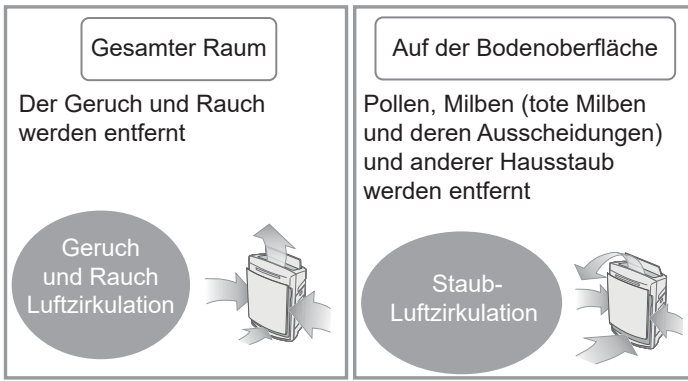 Gesamter Raum
Der Geruch und Rauch
werden entfernt
Geruch
und Rauch
Luftzirkulation
Auf der Bodenoberfläche
Pollen, Milben (tote Milben
und deren Ausscheidungen)
und anderer Hausstaub
werden entfernt
Staub-
Luftzirkulation